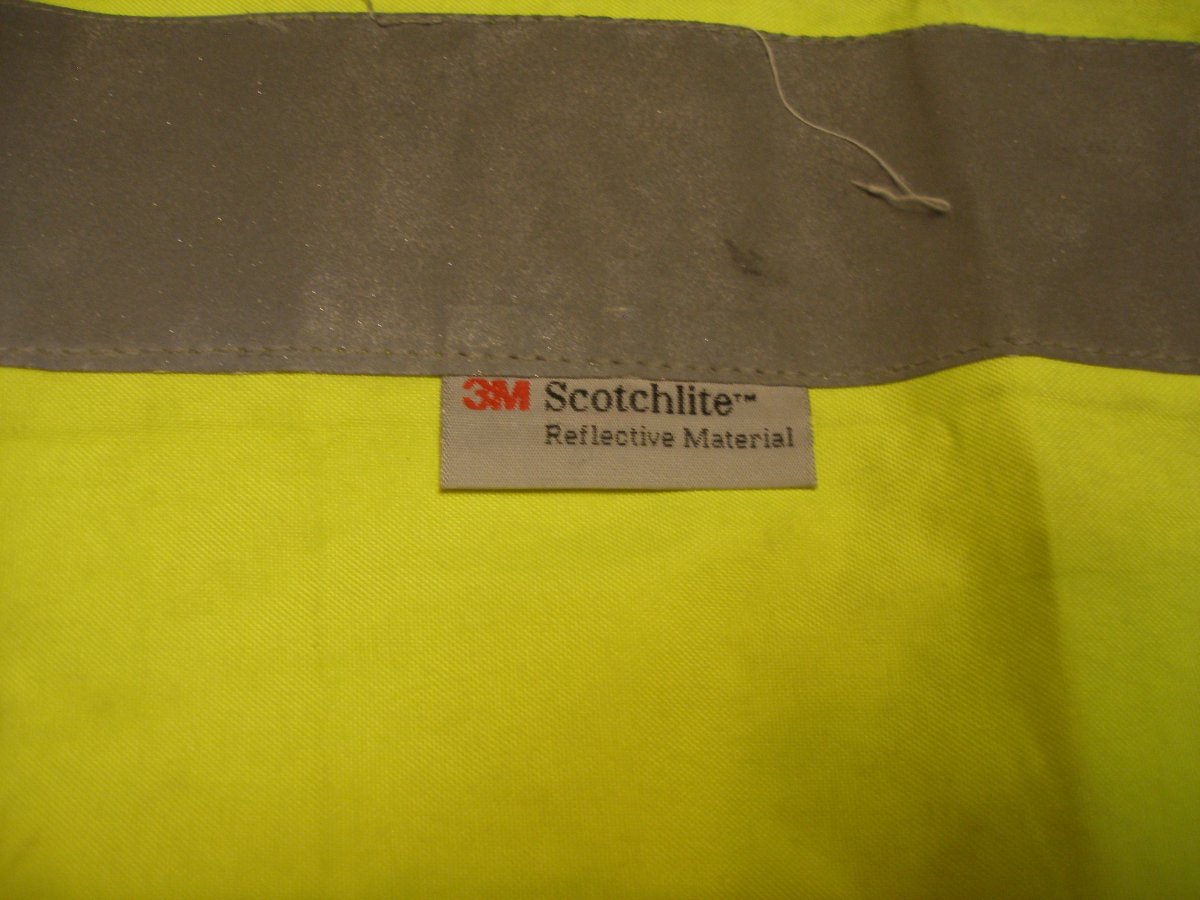 3M Scotchlite™
Reflective Material